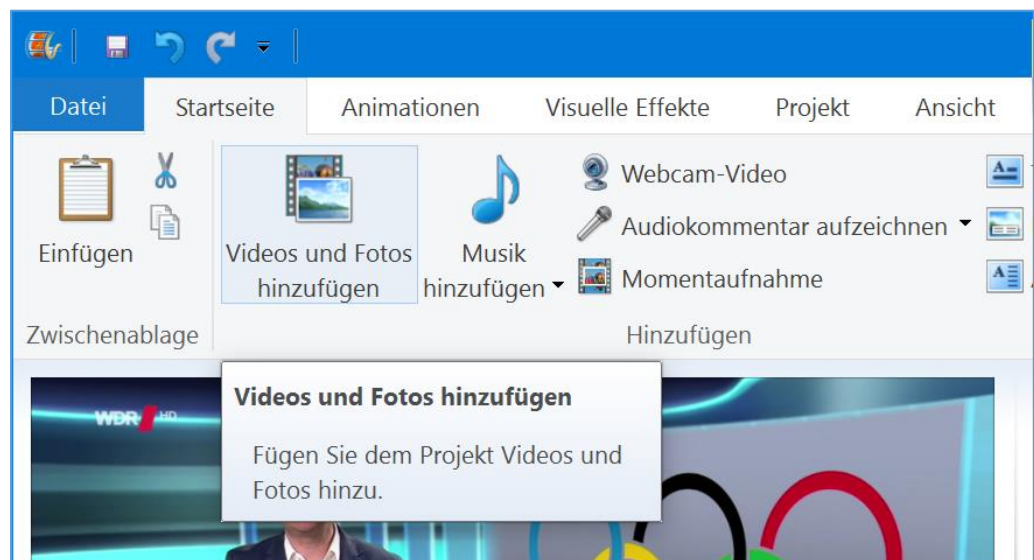 Datei Startseite Animationen Visuelle Effekte Projekt Ansicht
Einfügen
Videos und Fotos
hinzufügen
Musik
hinzufügen
Webcam-Video
Audiokommentar aufzeichnen
Momentaufnahme
Zwischenablage
Hinzufügen
Videos und Fotos hinzufügen
Fügen Sie dem Projekt Videos und
Fotos hinzu.
WDR HD